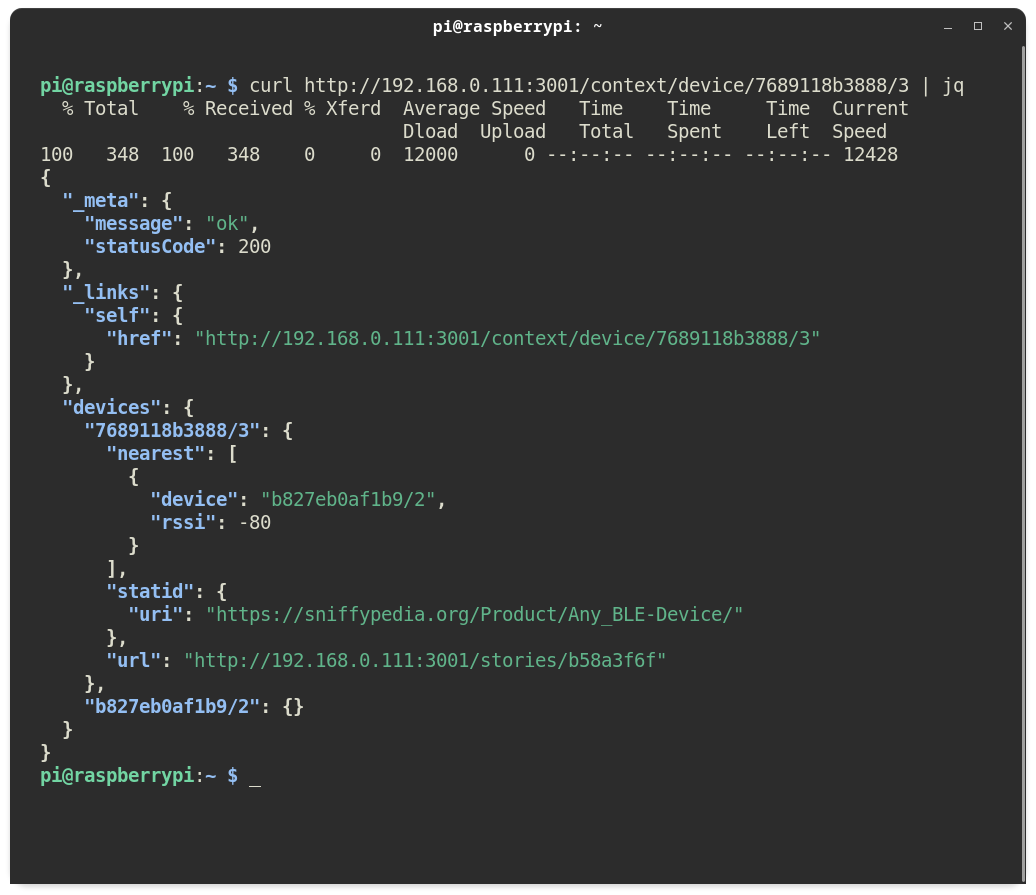 pi@raspberrypi: ~
pi@raspberrypi:~ $ curl http://192.168.0.111:3001/context/device/7689118b3888/3 | jq
  % Total    % Received % Xferd  Average Speed   Time    Time     Time  Current
                                 Dload  Upload   Total   Spent    Left  Speed
100   348  100   348    0     0  12000      0 --:--:-- --:--:-- --:--:-- 12428
{
  "_meta": {
    "message": "ok",
    "statusCode": 200
  },
  "_links": {
    "self": {
      "href": "http://192.168.0.111:3001/context/device/7689118b3888/3"
    }
  },
  "devices": {
    "7689118b3888/3": {
      "nearest": [
        {
          "device": "b827eb0af1b9/2",
          "rssi": -80
        }
      ],
      "statid": {
        "uri": "https://sniffypedia.org/Product/Any_BLE-Device/"
      },
      "url": "http://192.168.0.111:3001/stories/b58a3f6f"
    },
    "b827eb0af1b9/2": {}
  }
}
pi@raspberrypi:~ $ _